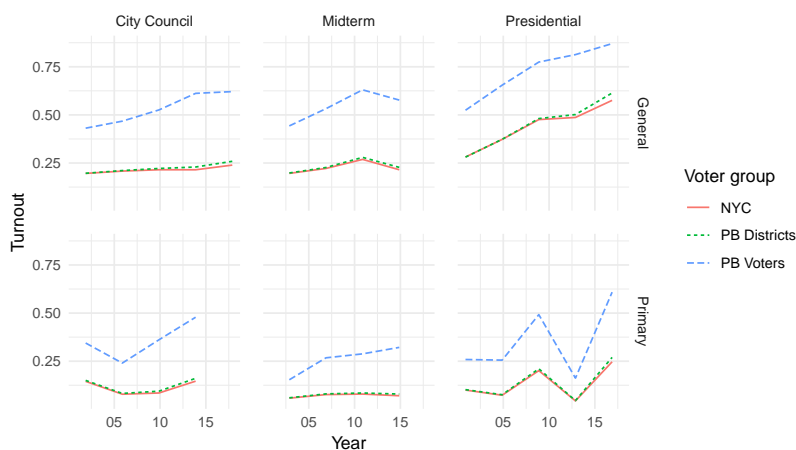 City Council Midterm Presidential
0.75
0.50
0.25
General
0.75
0.50
0.25
Primary
Turnout
05 10 15 05 10 15 05 10 15
Year
Voter group
NYC
PB Districts
PB Voters